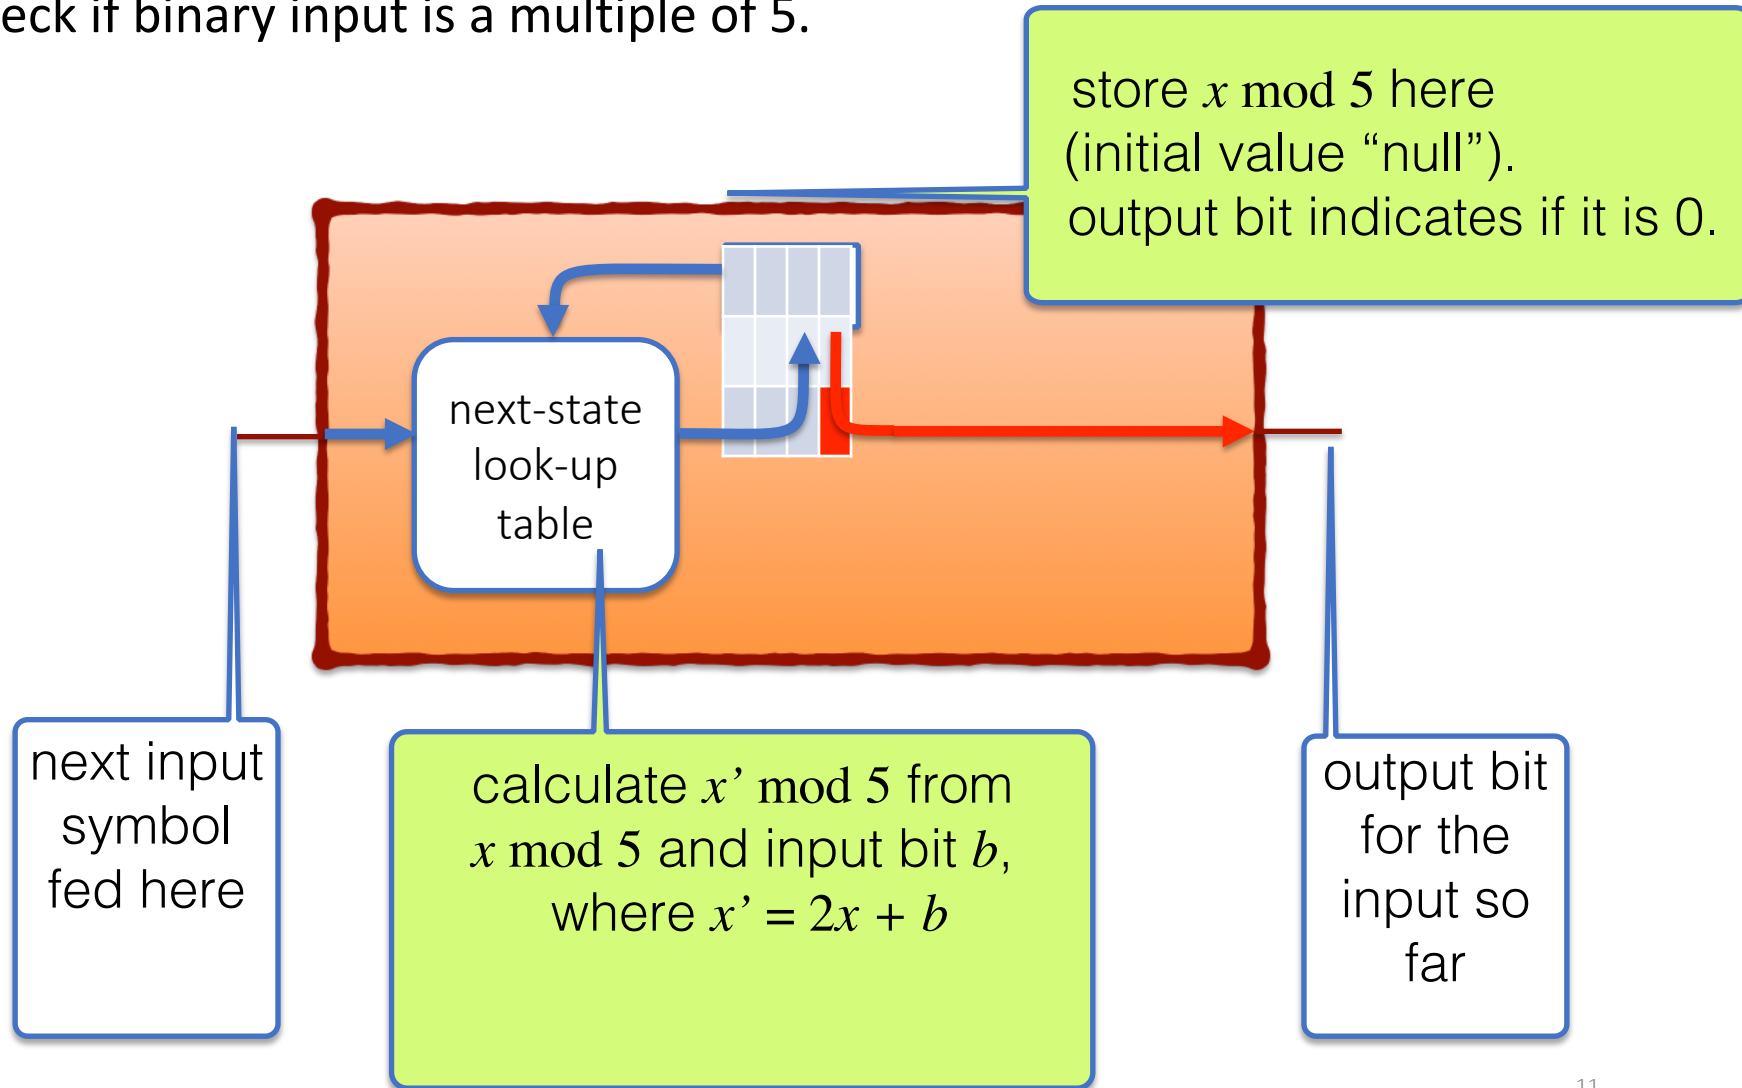 eck if binary input is a multiple of 5.
store x mod 5 here
(initial value “null”).
output bit indicates if it is 0.
next-state
look-up
table
next input
symbol
fed here
calculate x’ mod 5 from
x mod 5 and input bit b,
where x’ = 2x + b
output bit
for the
input so
far
11